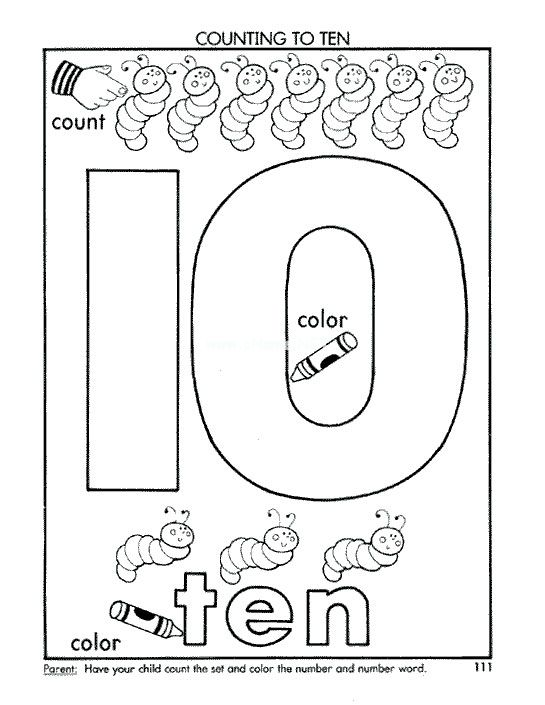 COUNTING TO TEN
count
10
color
ten
color
Parent: Have your child count the set and color the number and number word. 111